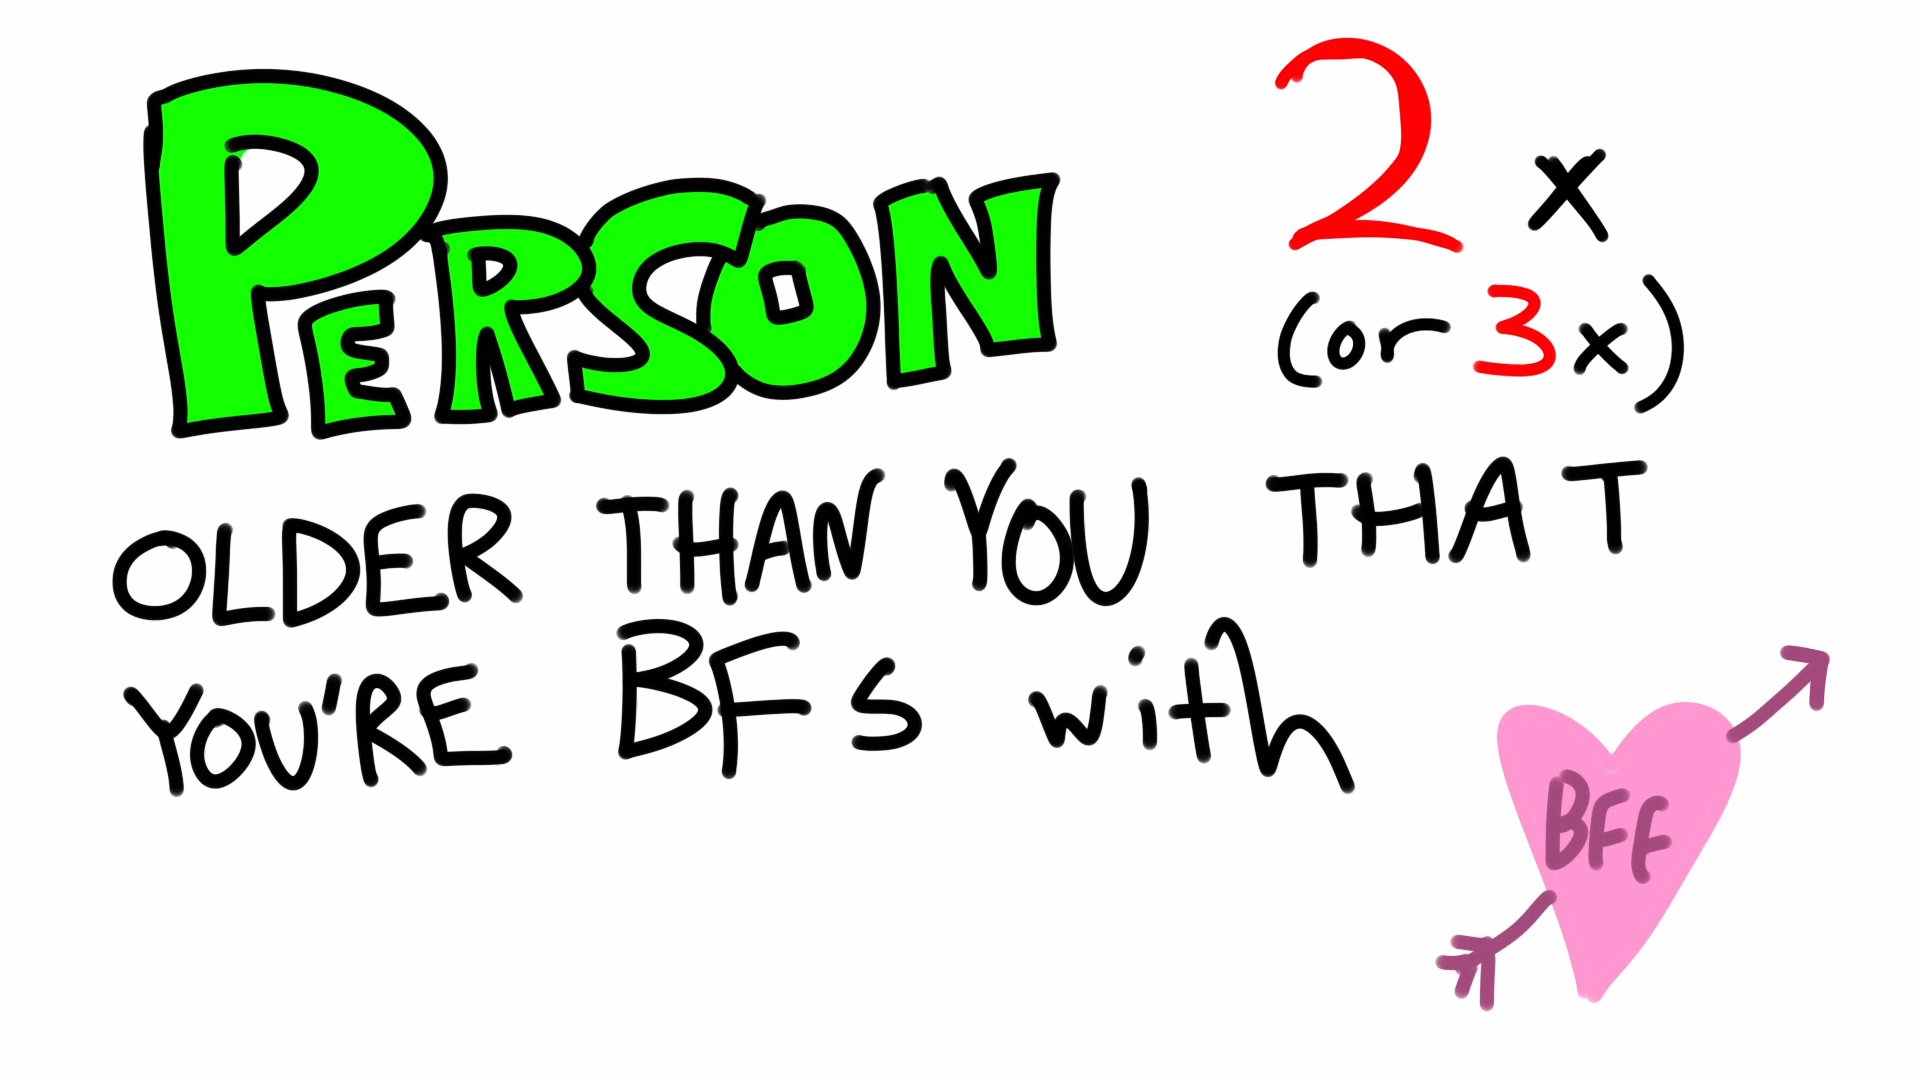 PERSON 2x
(or 3x)
OLDER THAN YOU THAT
YOU'RE BFs with
BFF